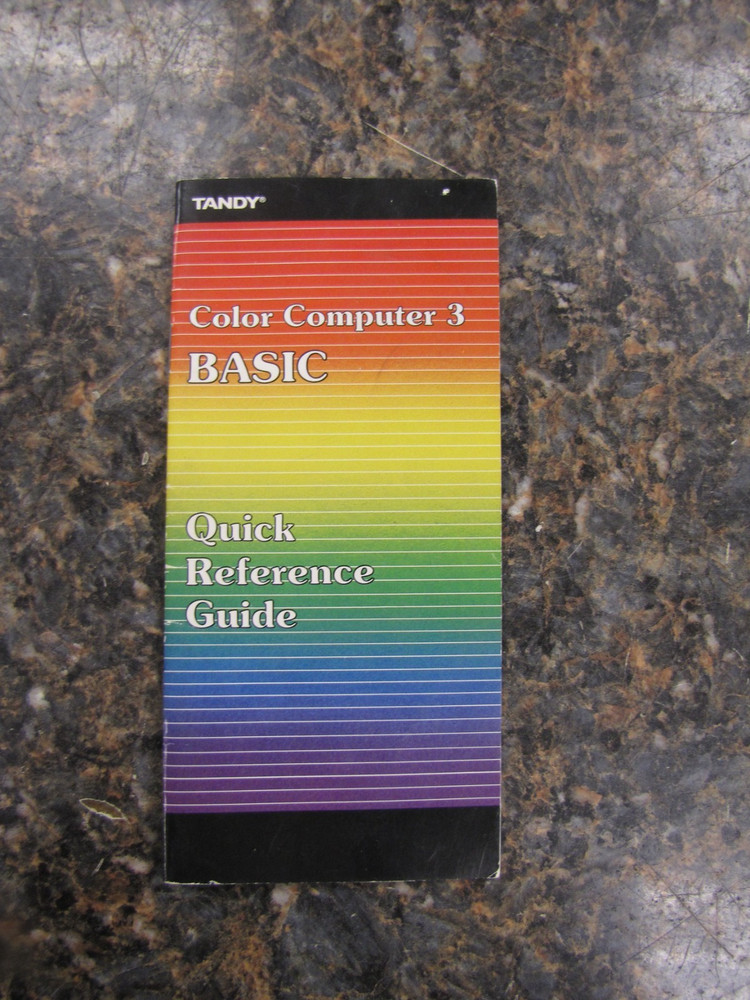 TANDY®
Color Computer 3
BASIC
Quick
Reference
Guide